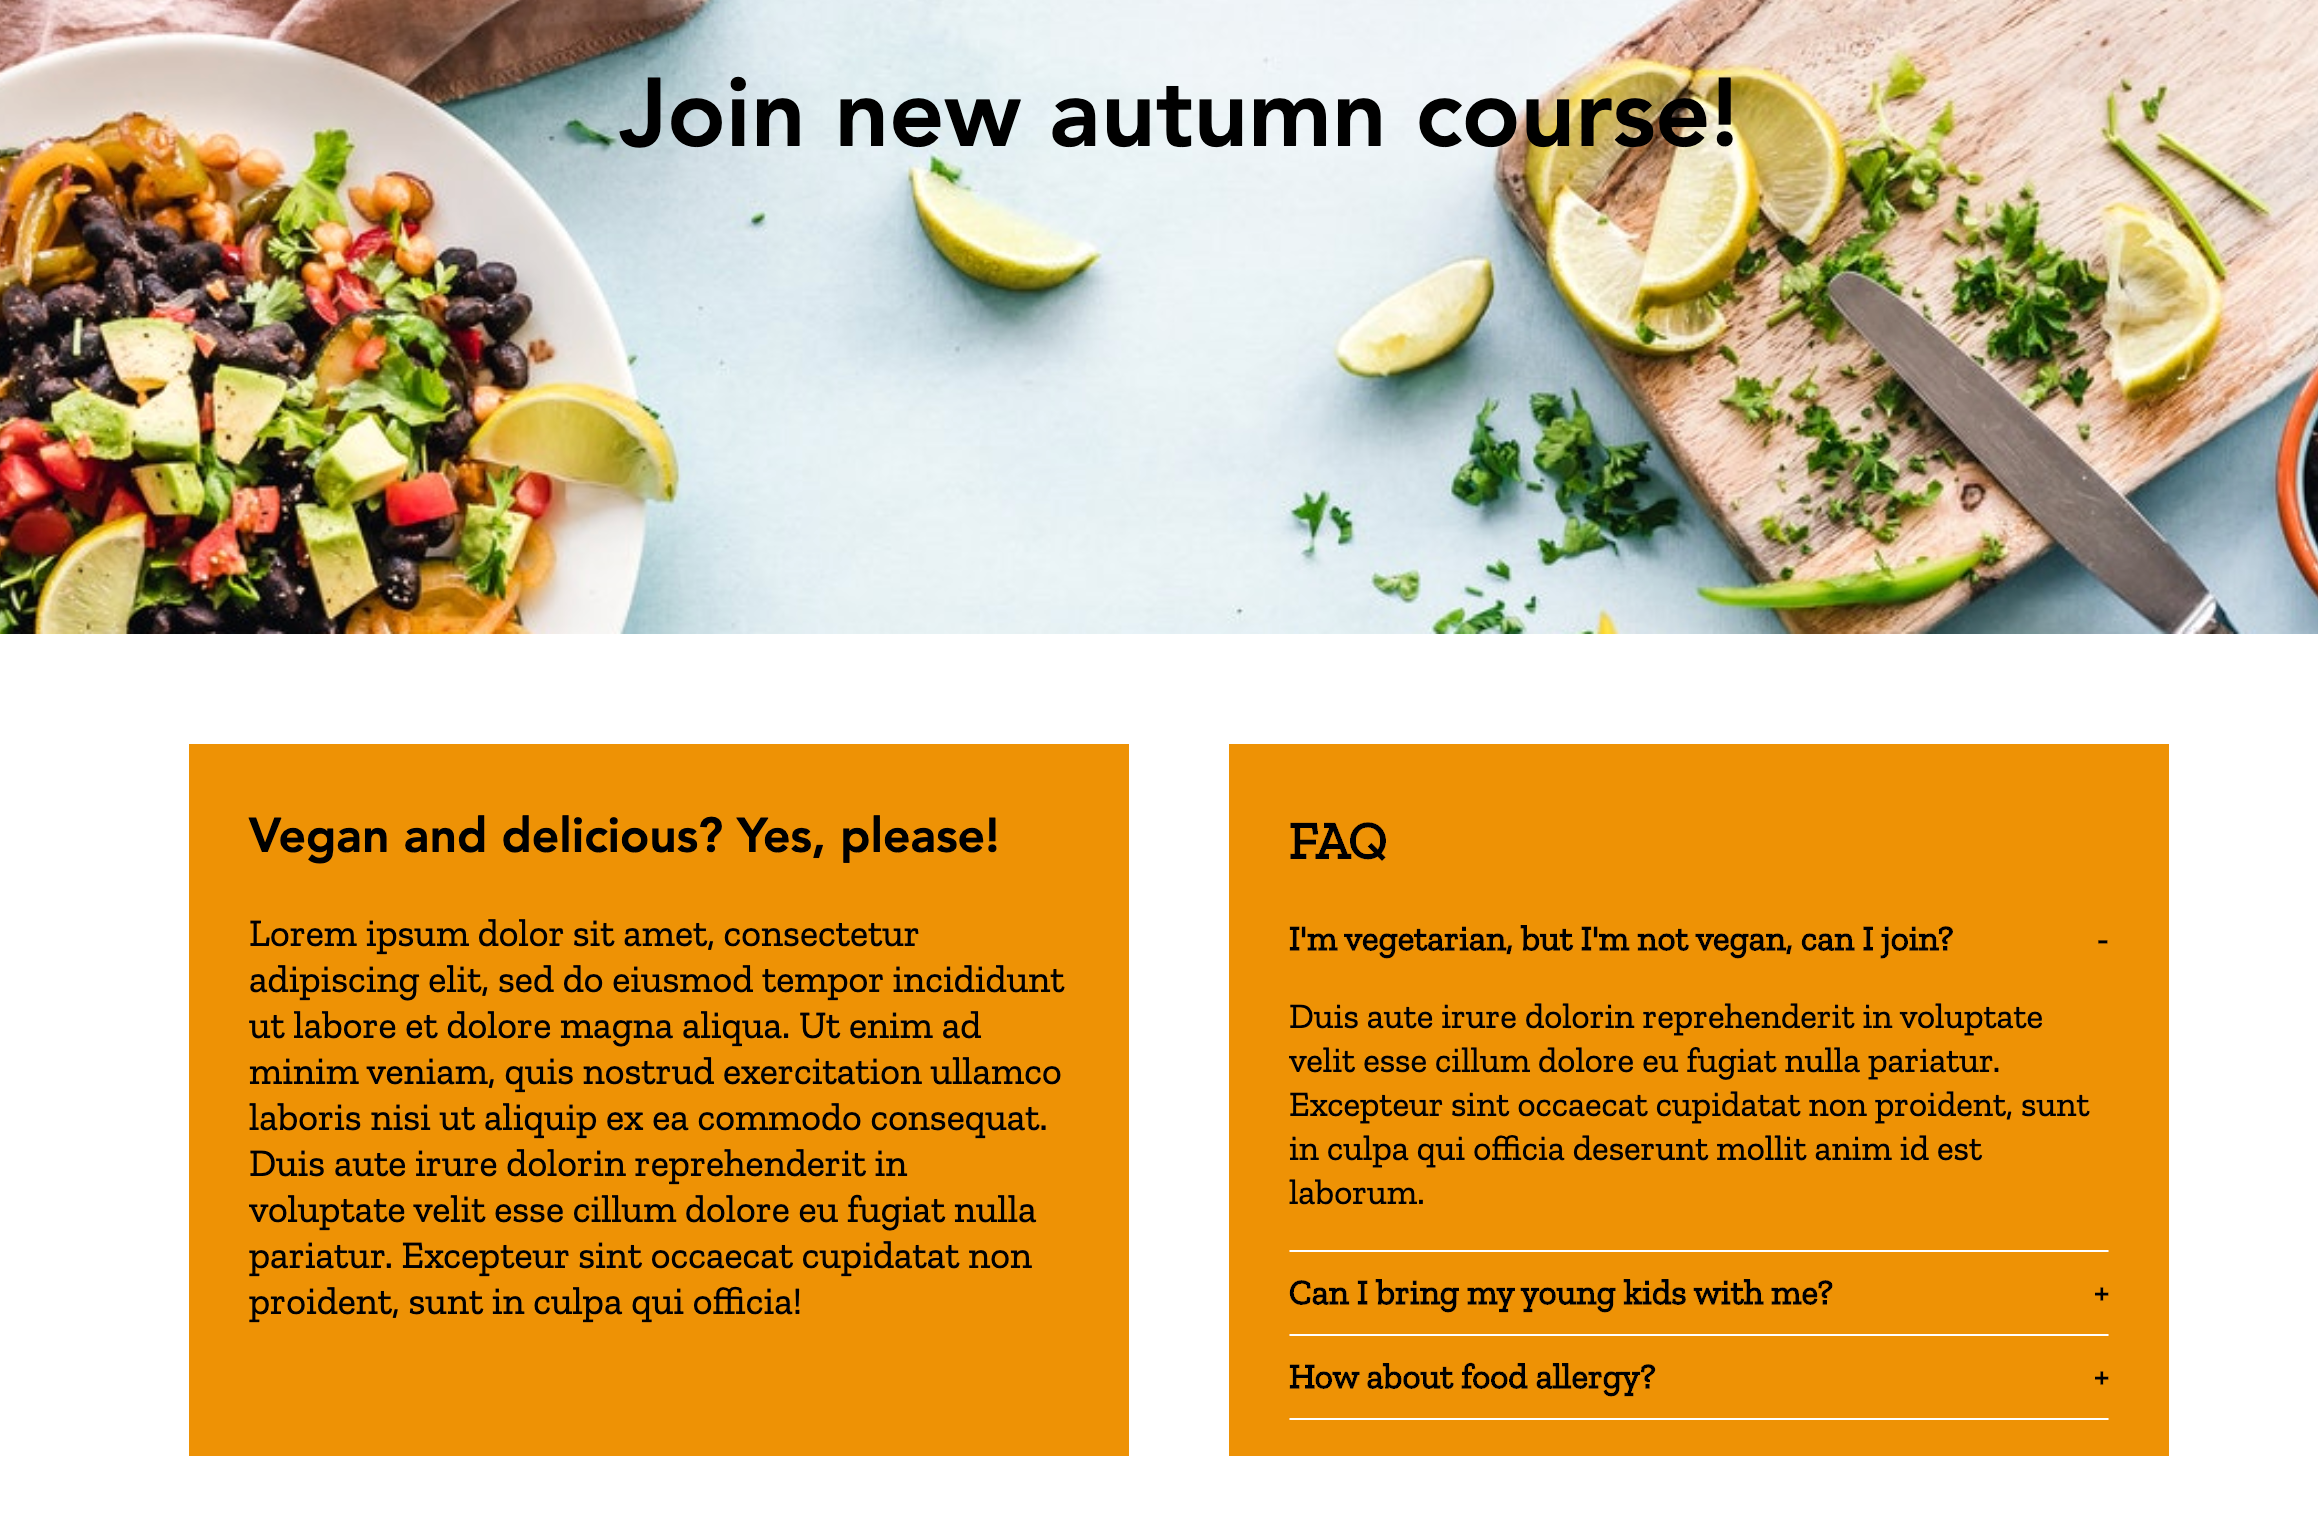 Join new autumn course!
Vegan and delicious? Yes, please!
Lorem ipsum dolor sit amet, consectetur
adipiscing elit, sed do eiusmod tempor incididunt
ut labore et dolore magna aliqua. Ut enim ad
minim veniam, quis nostrud exercitation ullamco
laboris nisi ut aliquip ex ea commodo consequat.
Duis aute irure dolorin reprehenderit in
voluptate velit esse cillum dolore eu fugiat nulla
pariatur. Excepteur sint occaecat cupidatat non
proident, sunt in culpa qui officia!
FAQ
I'm vegetarian, but I'm not vegan, can I join? -
Duis aute irure dolorin reprehenderit in voluptate
velit esse cillum dolore eu fugiat nulla pariatur.
Excepteur sint occaecat cupidatat non proident, sunt
in culpa qui officia deserunt mollit anim id est
laborum.
Can I bring my young kids with me? +
How about food allergy? +